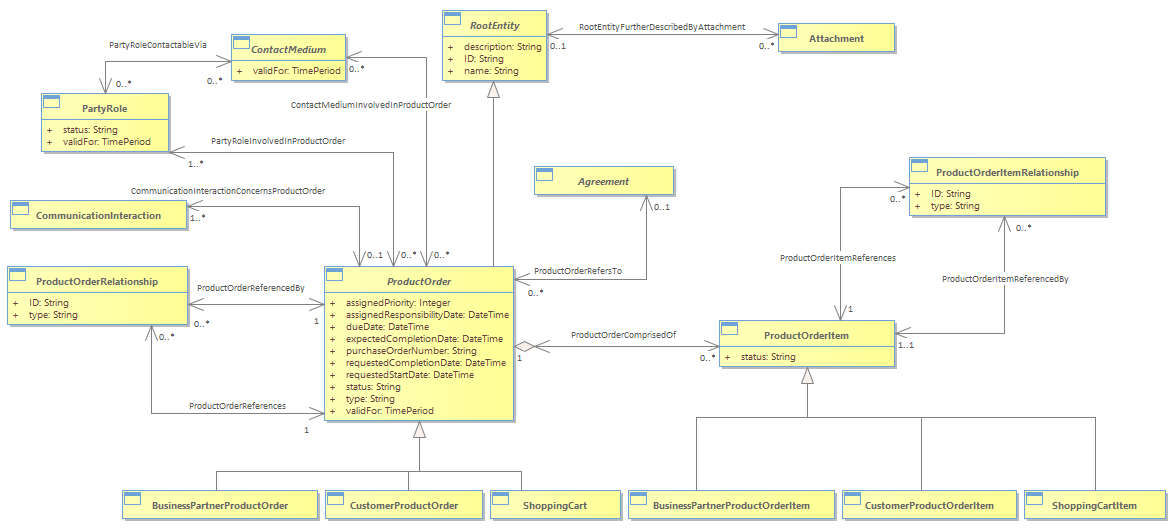 RootEntity
+ description: String
+ ID: String
+ name: String
RootEntityFurtherDescribedByAttachment
0..1
0..*
Attachment
PartyRoleContactableVia
0..*
0..*
ContactMedium
+ validFor: TimePeriod
0..*
ContactMediumInvolvedInProductOrder
PartyRole
+ status: String
+ validFor: TimePeriod
PartyRoleInvolvedInProductOrder
1..*
CommunicationInteractionConcernsProductOrder
CommunicationInteraction
1..*
0..1
0..*
0..*
Agreement
0..1
ProductOrderRefersTo
0..*
ProductOrderItemRelationship
+ ID: String
+ type: String
0..*
0..*
ProductOrderItemReferences
ProductOrderItemReferencedBy
1
1..1
ProductOrderRelationship
+ ID: String
+ type: String
ProductOrderReferencedBy
0..*
1
0..*
ProductOrderReferences
1
ProductOrder
+ assignedPriority: Integer
+ assignedResponsibilityDate: DateTime
+ dueDate: DateTime
+ expectedCompletionDate: DateTime
+ purchaseOrderNumber: String
+ requestedCompletionDate: DateTime
+ requestedStartDate: DateTime
+ status: String
+ type: String
+ validFor: TimePeriod
ProductOrderComprisedOf
1
0..*
ProductOrderItem
+ status: String
BusinessPartnerProductOrder
CustomerProductOrder
ShoppingCart
BusinessPartnerProductOrderItem
CustomerProductOrderItem
ShoppingCartItem